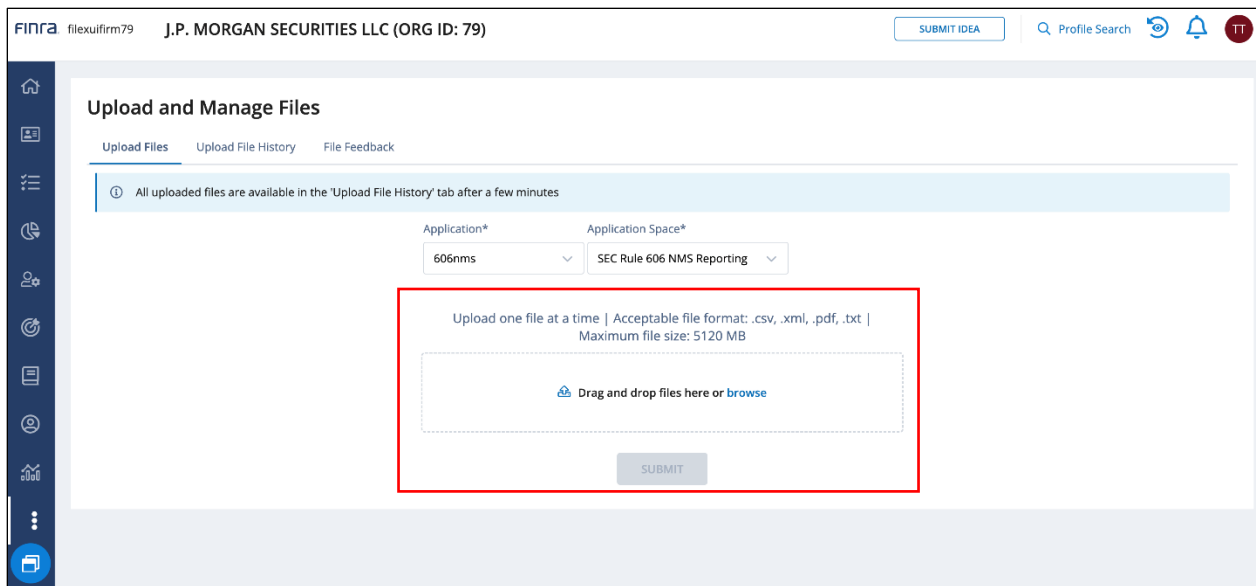 FINRA filexuifirm79 J.P. MORGAN SECURITIES LLC (ORG ID: 79) SUBMIT IDEA Profile Search TT
Upload and Manage Files
Upload Files Upload File History File Feedback
All uploaded files are available in the 'Upload File History' tab after a few minutes
Application* Application Space*
606nms SEC Rule 606 NMS Reporting
Upload one file at a time | Acceptable file format: .csv, .xml, .pdf, .txt |
Maximum file size: 5120 MB
Drag and drop files here or browse
SUBMIT